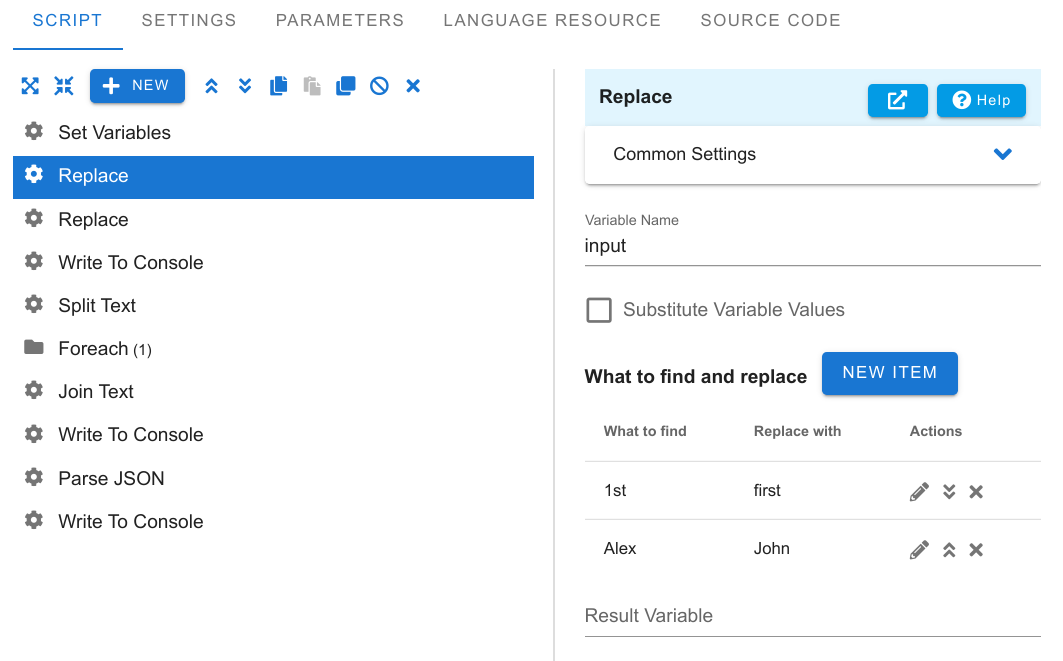 SCRIPT SETTINGS PARAMETERS LANGUAGE RESOURCE SOURCE CODE
NEW
Set Variables
Replace
Replace
Write To Console
Split Text
Foreach (1)
Join Text
Write To Console
Parse JSON
Write To Console
Replace
Help
Common Settings
Variable Name
input
Substitute Variable Values
What to find and replace NEW ITEM
What to find Replace with Actions
1st first
Alex John
Result Variable